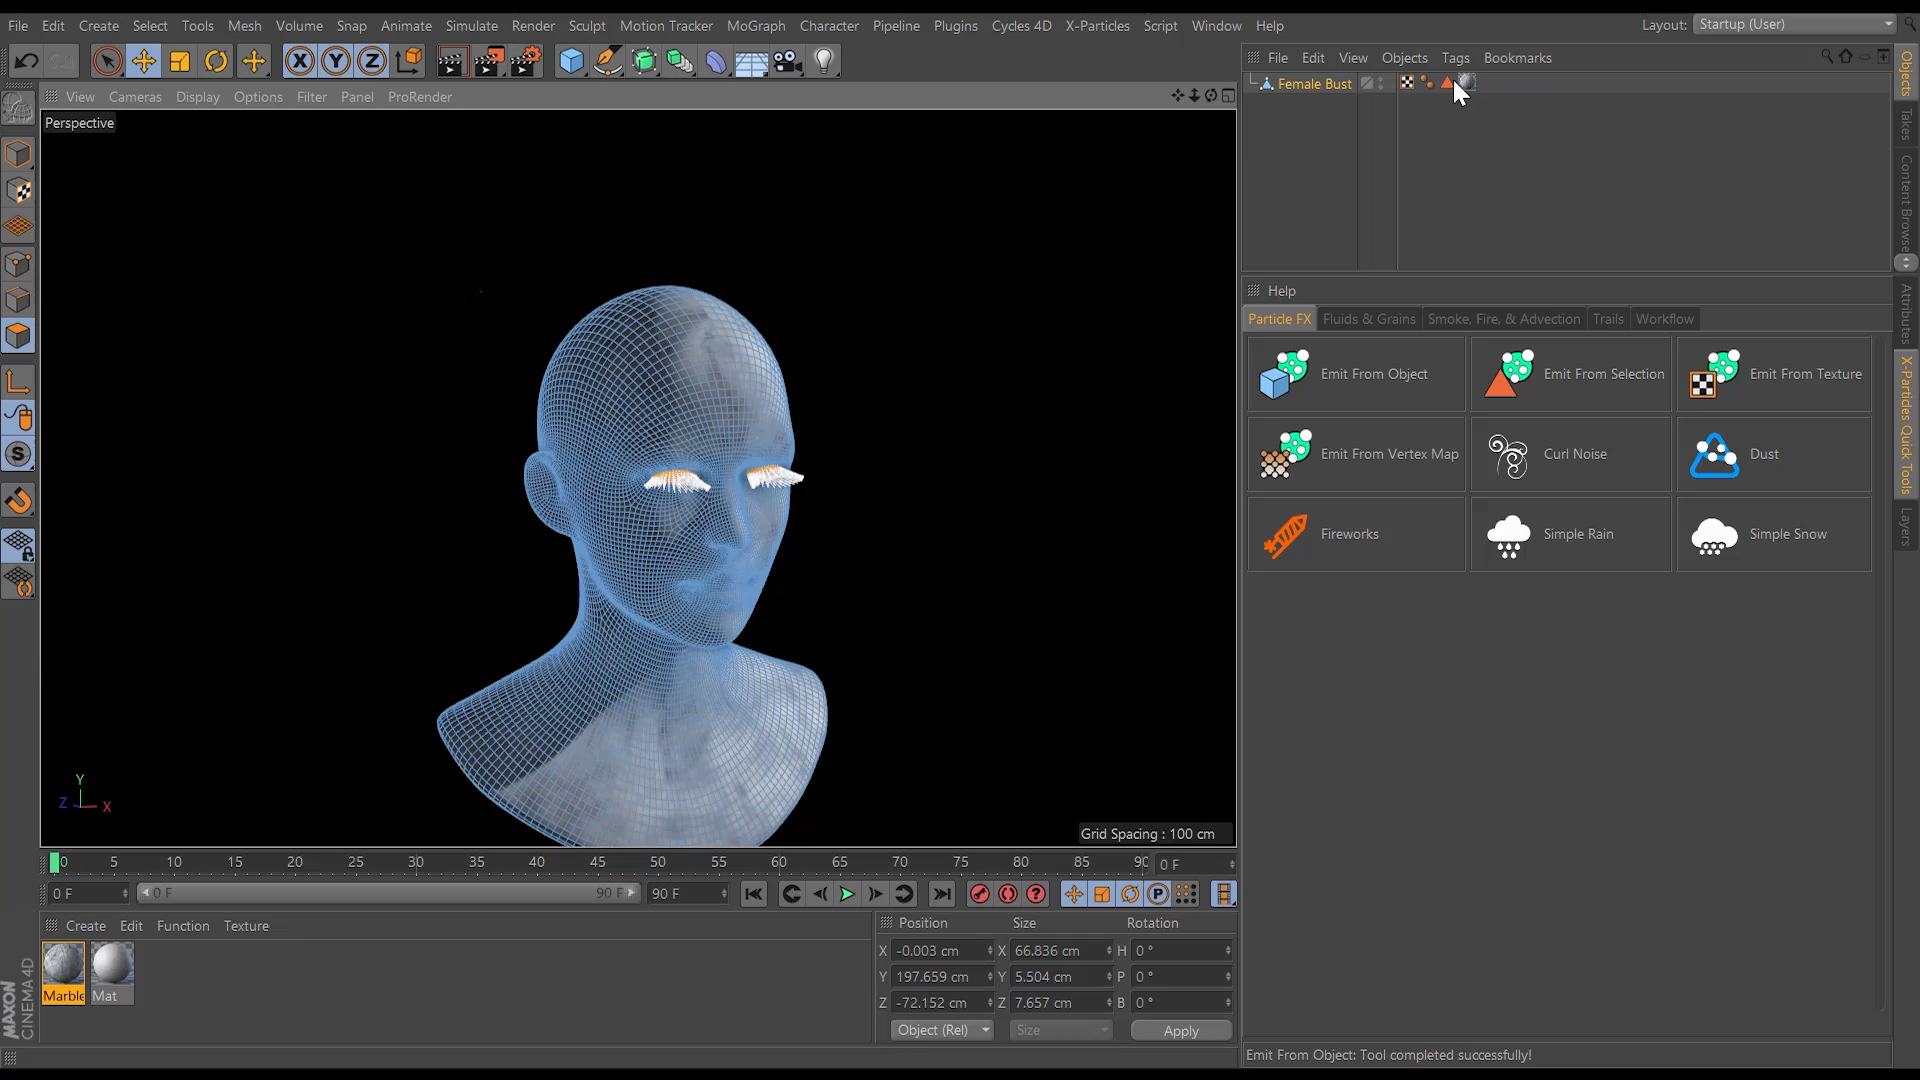 File Edit Create Select Tools Mesh Volume Snap Animate Simulate Render Sculpt Motion Tracker MoGraph Character Pipeline Plugins Cycles 4D X-Particles Script Window Help Layout: Startup (User)
X Y Z
File Edit View Objects Tags Bookmarks
Female Bust
View Cameras Display Options Filter Panel ProRender
Perspective
Help
Particle FX Fluids & Grains Smoke, Fire, & Advection Trails Workflow
Emit From Object Emit From Selection Emit From Texture
Emit From Vertex Map Curl Noise Dust
Fireworks Simple Rain Simple Snow
Objects
Takes
Content Browser
Attributes
X-Particles Quick Tools
Layers
S
Y
Z X
Grid Spacing : 100 cm
0 5 10 15 20 25 30 35 40 45 50 55 60 65 70 75 80 85 90 0 F
0 F 0 F 90 F 90 F ? P
Create Edit Function Texture
Marble Mat
Position Size Rotation
X -0.003 cm X 66.836 cm H 0 °
Y 197.659 cm Y 5.504 cm P 0 °
Z -72.152 cm Z 7.657 cm B 0 °
Object (Rel) Size Apply
MAXON
CINEMA 4D
Emit From Object: Tool completed successfully!